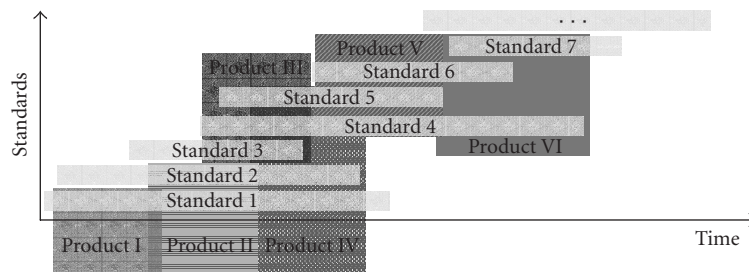 ...
Product V
Standard 7
Product III
Standard 6
Standard 5
Standard 4
Standard 3
Product VI
Standard 2
Standard 1
Product I
Product II
Product IV
Standards
Time